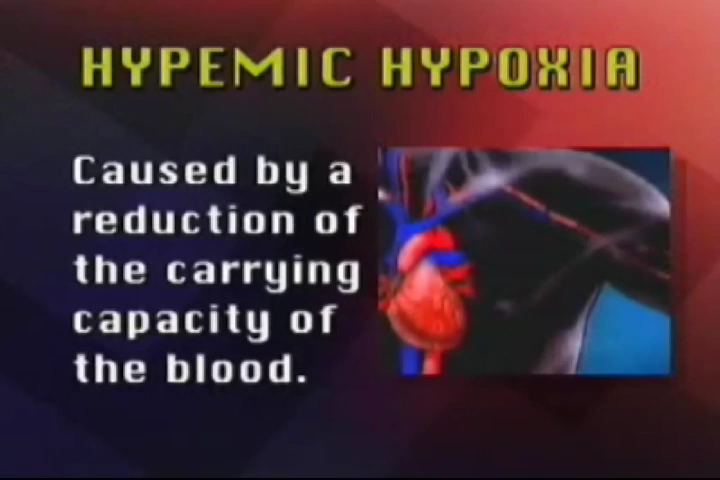 HYPEMIC HYPOXIA
Caused by a
reduction of
the carrying
capacity of
the blood.